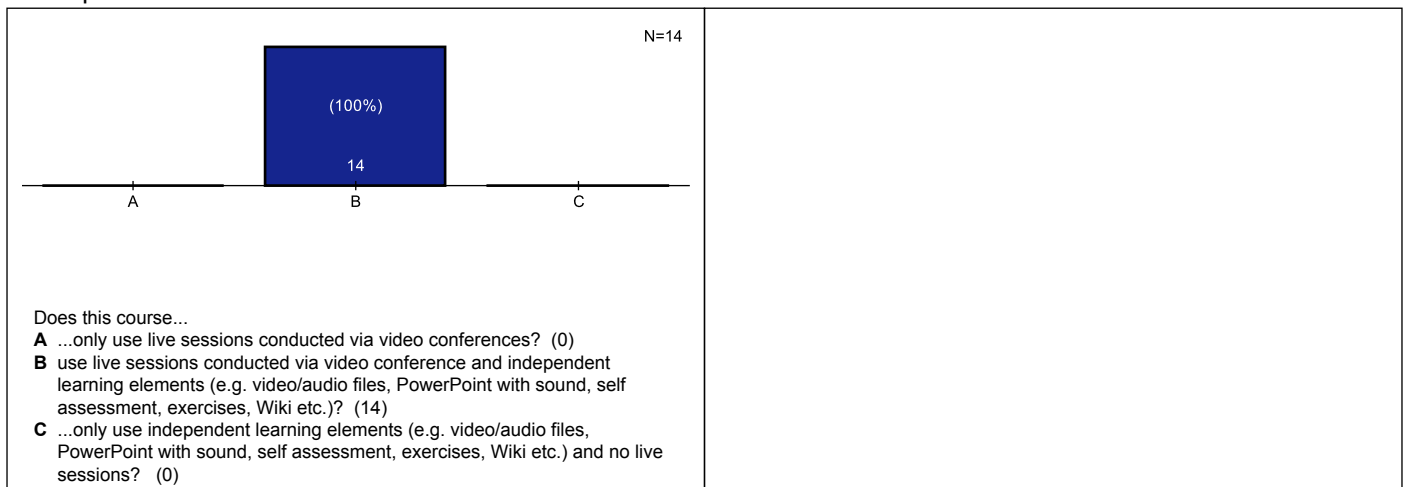 N=14
(100%)
14
A B C
Does this course...
A ...only use live sessions conducted via video conferences? (0)
B use live sessions conducted via video conference and independent
learning elements (e.g. video/audio files, PowerPoint with sound, self
assessment, exercises, Wiki etc.)? (14)
C ...only use independent learning elements (e.g. video/audio files,
PowerPoint with sound, self assessment, exercises, Wiki etc.) and no live
sessions? (0)